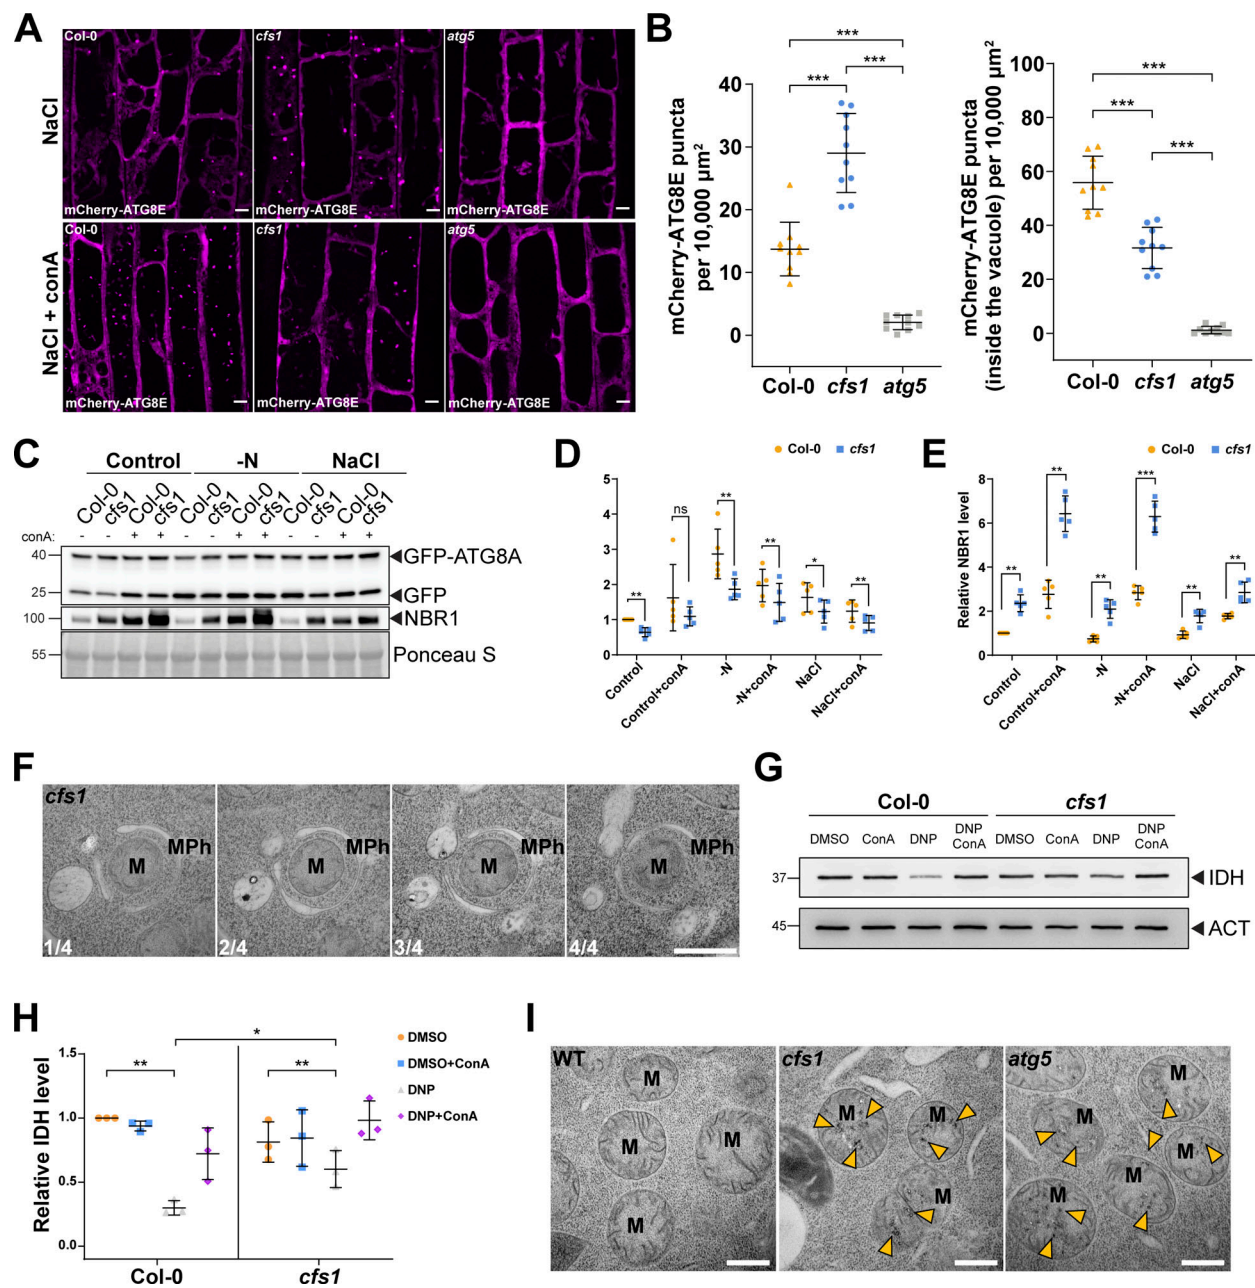 A
NaCl
NaCl + conA
Col-0
cfs1
atg5
mCherry-ATG8E
mCherry-ATG8E
mCherry-ATG8E
Col-0
cfs1
atg5
mCherry-ATG8E
mCherry-ATG8E
mCherry-ATG8E
B
mCherry-ATG8E puncta
per 10,000 µm²
40
30
20
10
0
***
***
***
Col-0
cfs1
atg5
mCherry-ATG8E puncta
(inside the vacuole) per 10,000 µm²
100
80
60
40
20
0
***
***
***
Col-0
cfs1
atg5
C
Control
-N
NaCl
Col-0
cfs1
Col-0
cfs1
Col-0
cfs1
Col-0
cfs1
Col-0
cfs1
Col-0
cfs1
conA: - - + + - - + + - - + +
40
GFP-ATG8A
25
GFP
100
NBR1
55
Ponceau S
D
Col-0
cfs1
5
4
3
2
1
0
**
ns
**
**
*
**
Control
Control+conA
-N
-N+conA
NaCl
NaCl+conA
E
Col-0
cfs1
Relative NBR1 level
8
6
4
2
0
**
**
**
***
**
**
Control
Control+conA
-N
-N+conA
NaCl
NaCl+conA
F
cfs1
M
MPh
1/4
M
MPh
2/4
M
MPh
3/4
M
MPh
4/4
G
Col-0
cfs1
DMSO
ConA
DNP
DNP
ConA
DMSO
ConA
DNP
DNP
ConA
37
IDH
45
ACT
H
Relative IDH level
1.5
1.0
0.5
0.0
**
*
**
Col-0
cfs1
DMSO
DMSO+ConA
DNP
DNP+ConA
I
WT
M
M
M
M
cfs1
M
M
M
atg5
M
M
M
M
M